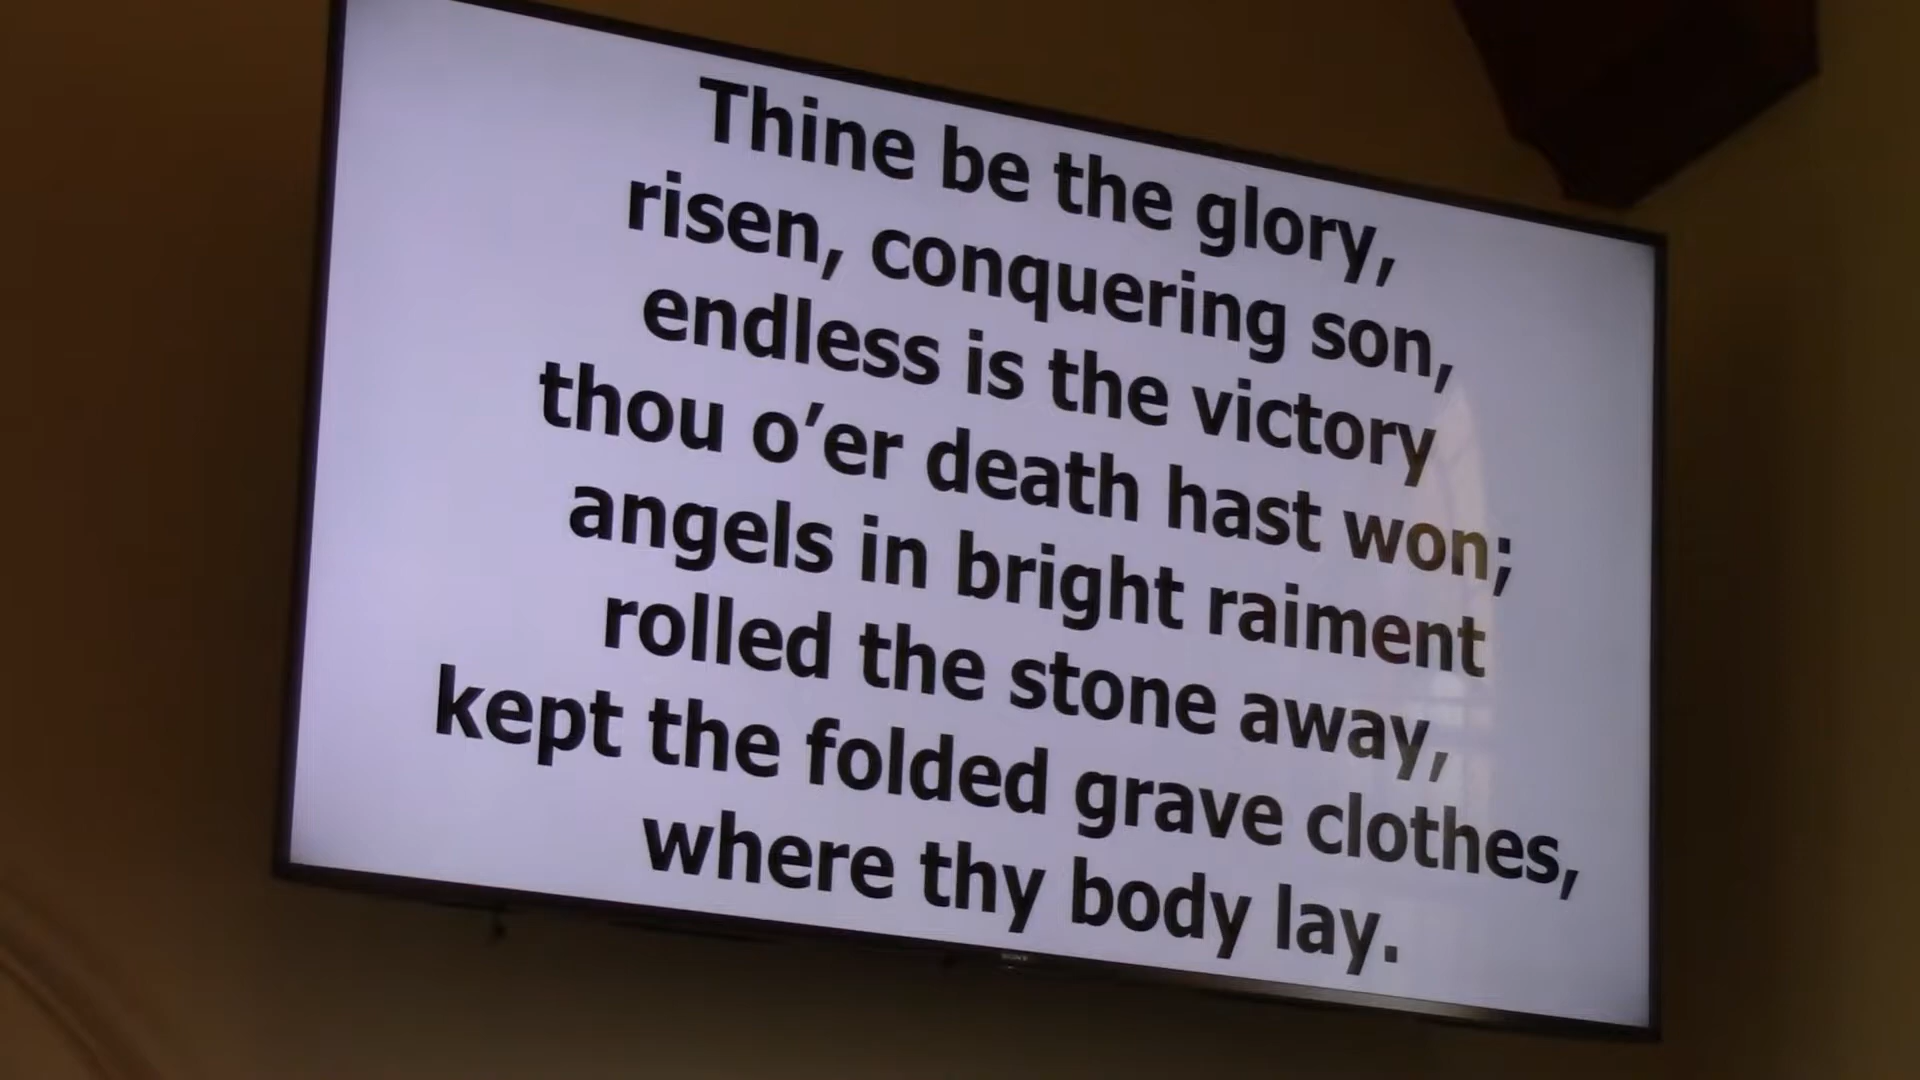 Thine be the glory,
risen, conquering son,
endless is the victory
thou o’er death hast won;
angels in bright raiment
rolled the stone away,
kept the folded grave clothes,
where thy body lay.
SONY